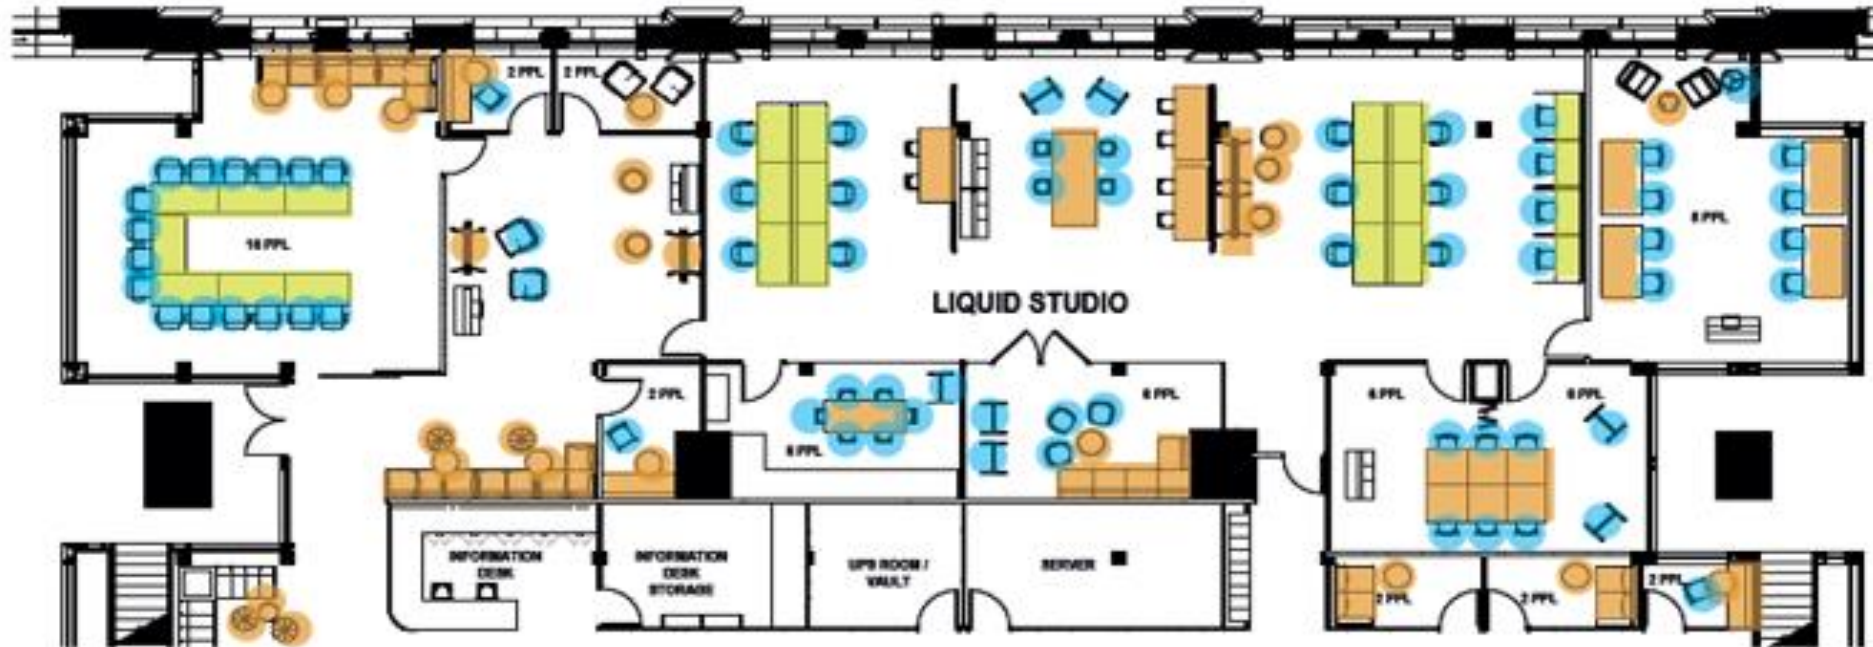 2 PPL
2 PPL
16 PPL
8 PPL
LIQUID STUDIO
2 PPL
6 PPL
6 PPL
6 PPL
6 PPL
INFORMATION
DESK
INFORMATION
DESK
STORAGE
UPS ROOM /
VAULT
SERVER
2 PPL
2 PPL
2 PPL